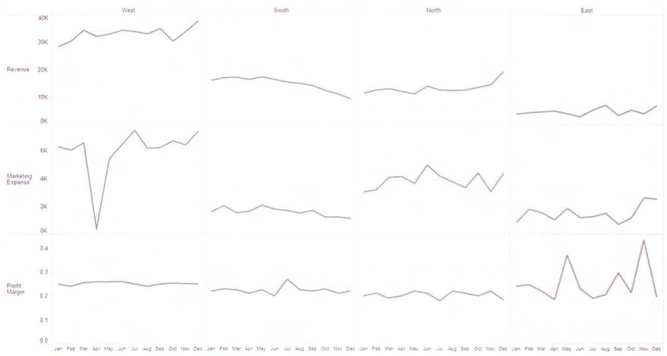 West South North East
40K
30K
Revenue
20K
10K
0K
6K
Marketing
Expense
4K
2K
0K
0.4
0.3
Profit
Margin
0.2
0.1
0.0
Jan Feb Mar Apr May Jun Jul Aug Sep Oct Nov Dec Jan Feb Mar Apr May Jun Jul Aug Sep Oct Nov Dec Jan Feb Mar Apr May Jun Jul Aug Sep Oct Nov Dec Jan Feb Mar Apr May Jun Jul Aug Sep Oct Nov Dec